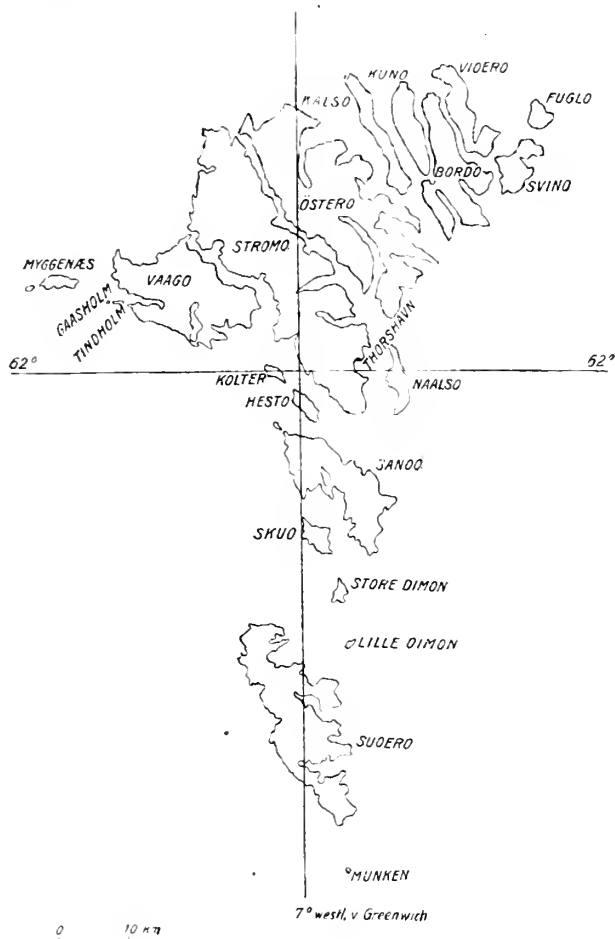 VIDERO
KUNO
FUGLO
KALSO
BORDO
SVINO
ÖSTERO
STROMO
MYGGENÆS
VAAGO
GAASHOLM
TINDHOLM
THORSHAVN
62°
62°
KOLTER
NAALSO
HESTO
SANDO
SKUO
STORE DIMON
LILLE DIMON
SUDERO
MUNKEN
7° westl. v Greenwich
0 10 Km